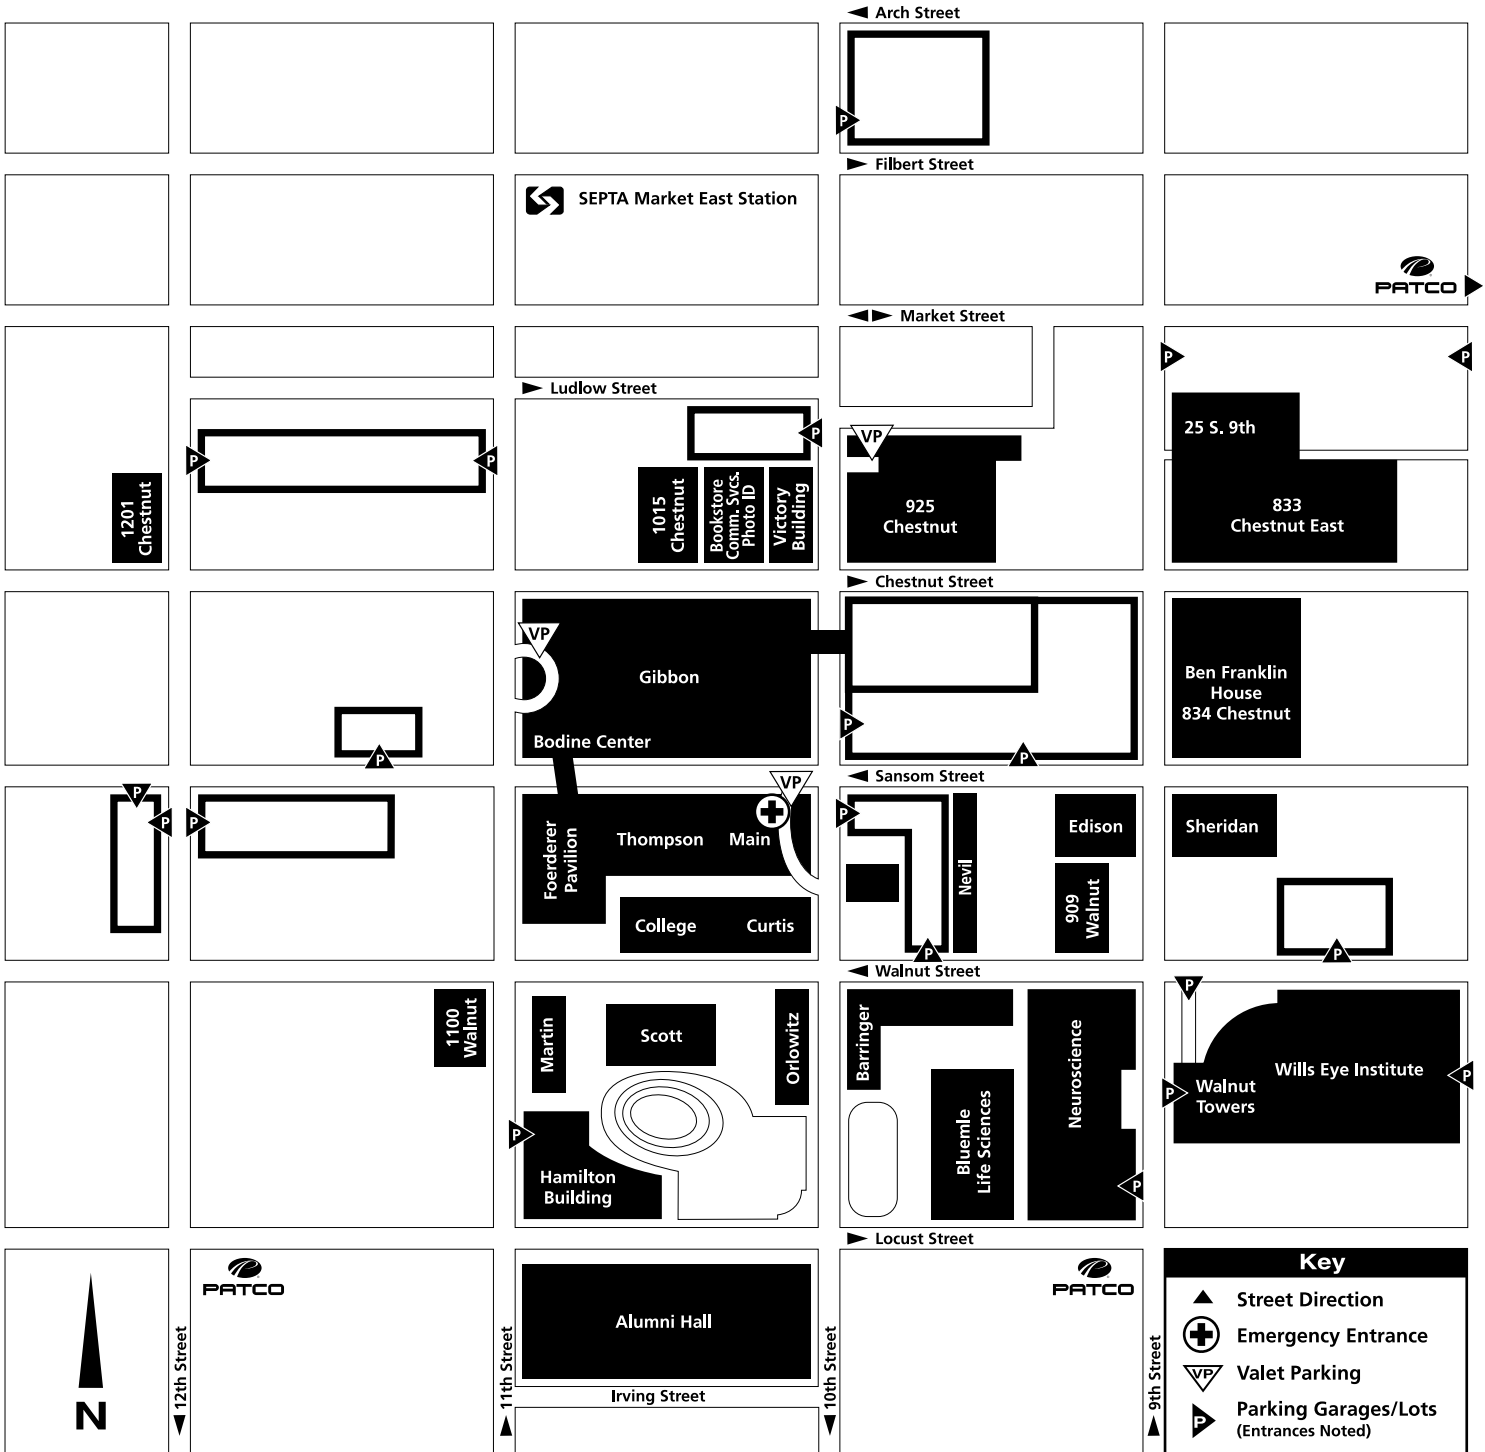 Arch Street
P
Filbert Street
SEPTA Market East Station
PATCO
Market Street
P
P
Ludlow Street
25 S. 9th
VP
P
P
P
1201
Chestnut
1015
Chestnut
Bookstore
Comm. Svcs.
Photo ID
Victory
Building
925
Chestnut
833
Chestnut East
Chestnut Street
VP
Gibbon
Ben Franklin
House
834 Chestnut
P
Bodine Center
P
P
Sansom Street
VP
P
P
P
P
Foerderer
Pavilion
Thompson
Main
Nevil
Edison
Sheridan
909
Walnut
College
Curtis
P
P
Walnut Street
P
1100
Walnut
Martin
Scott
Orlowitz
Barringer
Neuroscience
Wills Eye Institute
P
Walnut
Towers
P
P
Bluemle
Life Sciences
Hamilton
Building
P
Locust Street
PATCO
PATCO
Alumni Hall
Irving Street
N
12th Street
11th Street
10th Street
9th Street
Key
Street Direction
Emergency Entrance
VP
Valet Parking
P
Parking Garages/Lots
(Entrances Noted)